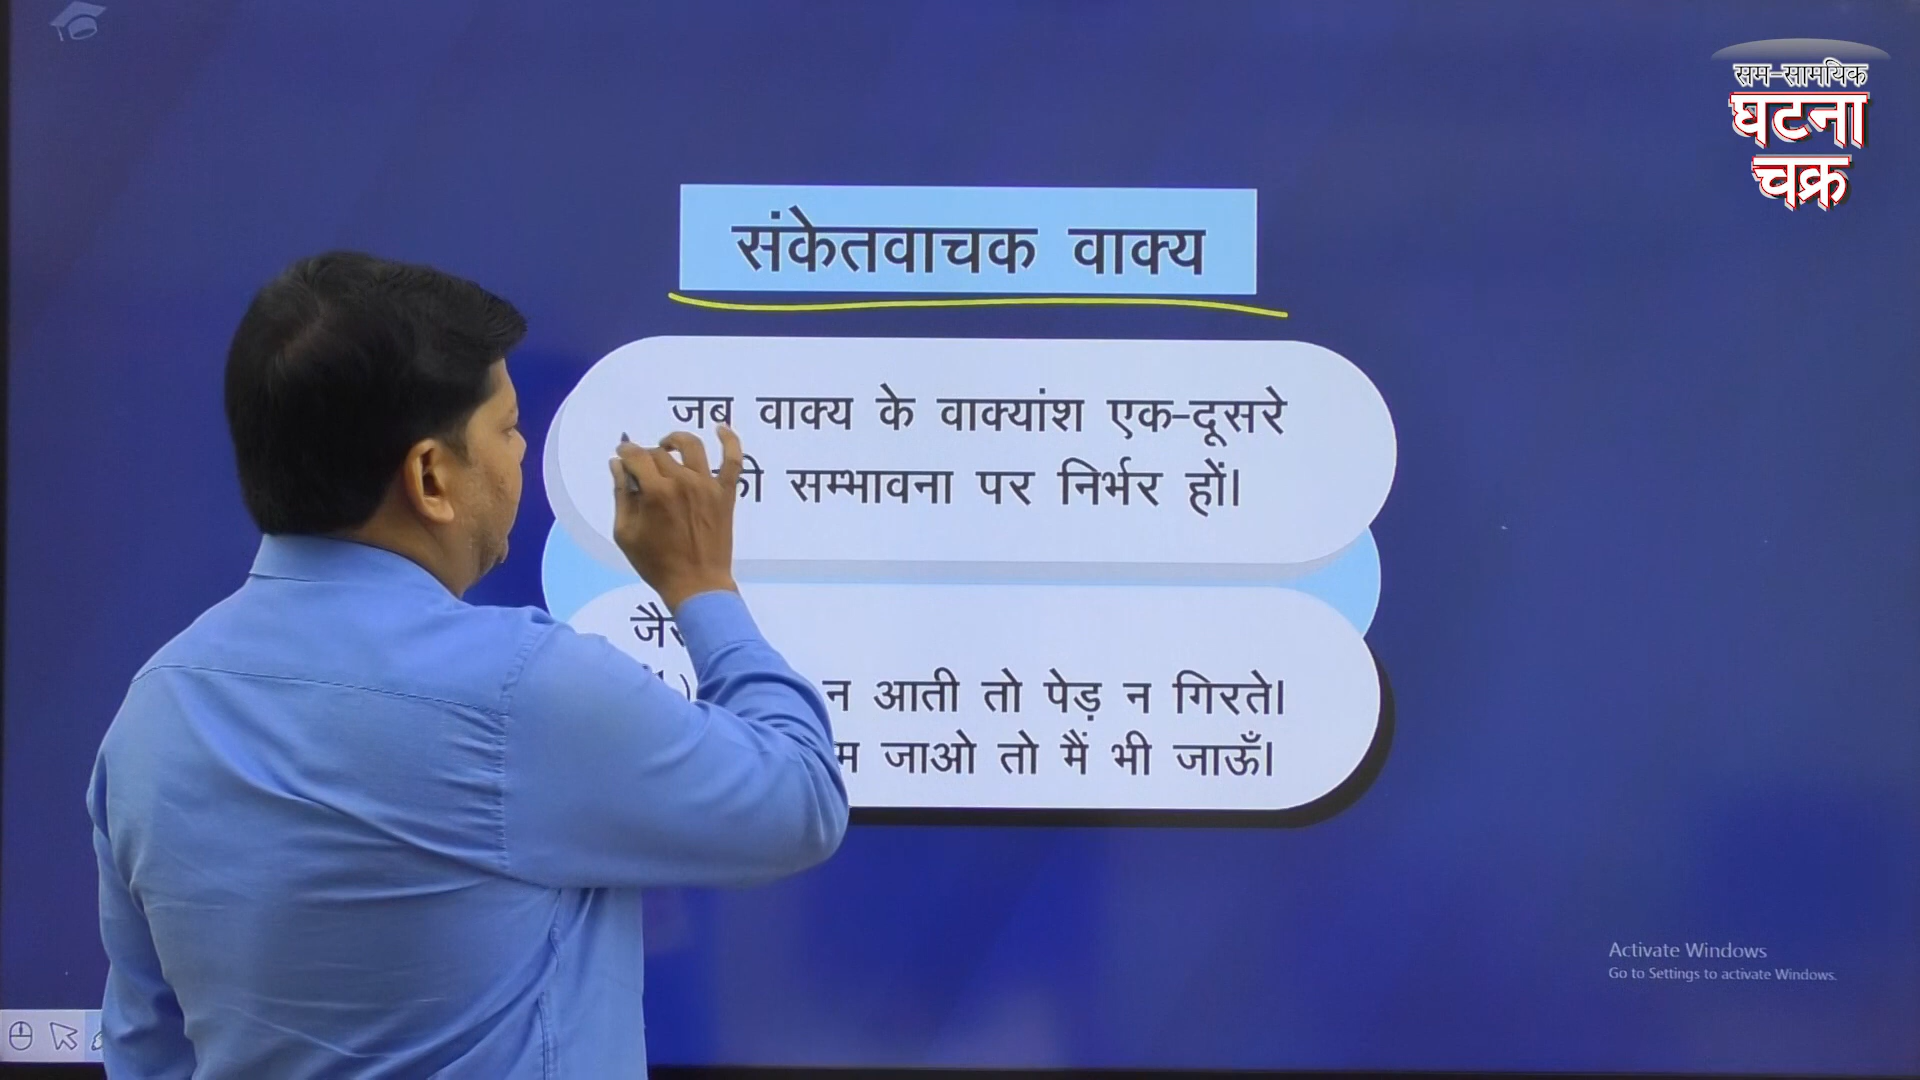 सम-सामयिक
घटना
चक्र
संकेतवाचक वाक्य
जब वाक्य के वाक्यांश एक-दूसरे
की सम्भावना पर निर्भर हों।
न आती तो पेड़ न गिरते।
जाओ तो मैं भी जाऊँ।
Activate Windows
Go to Settings to activate Windows.